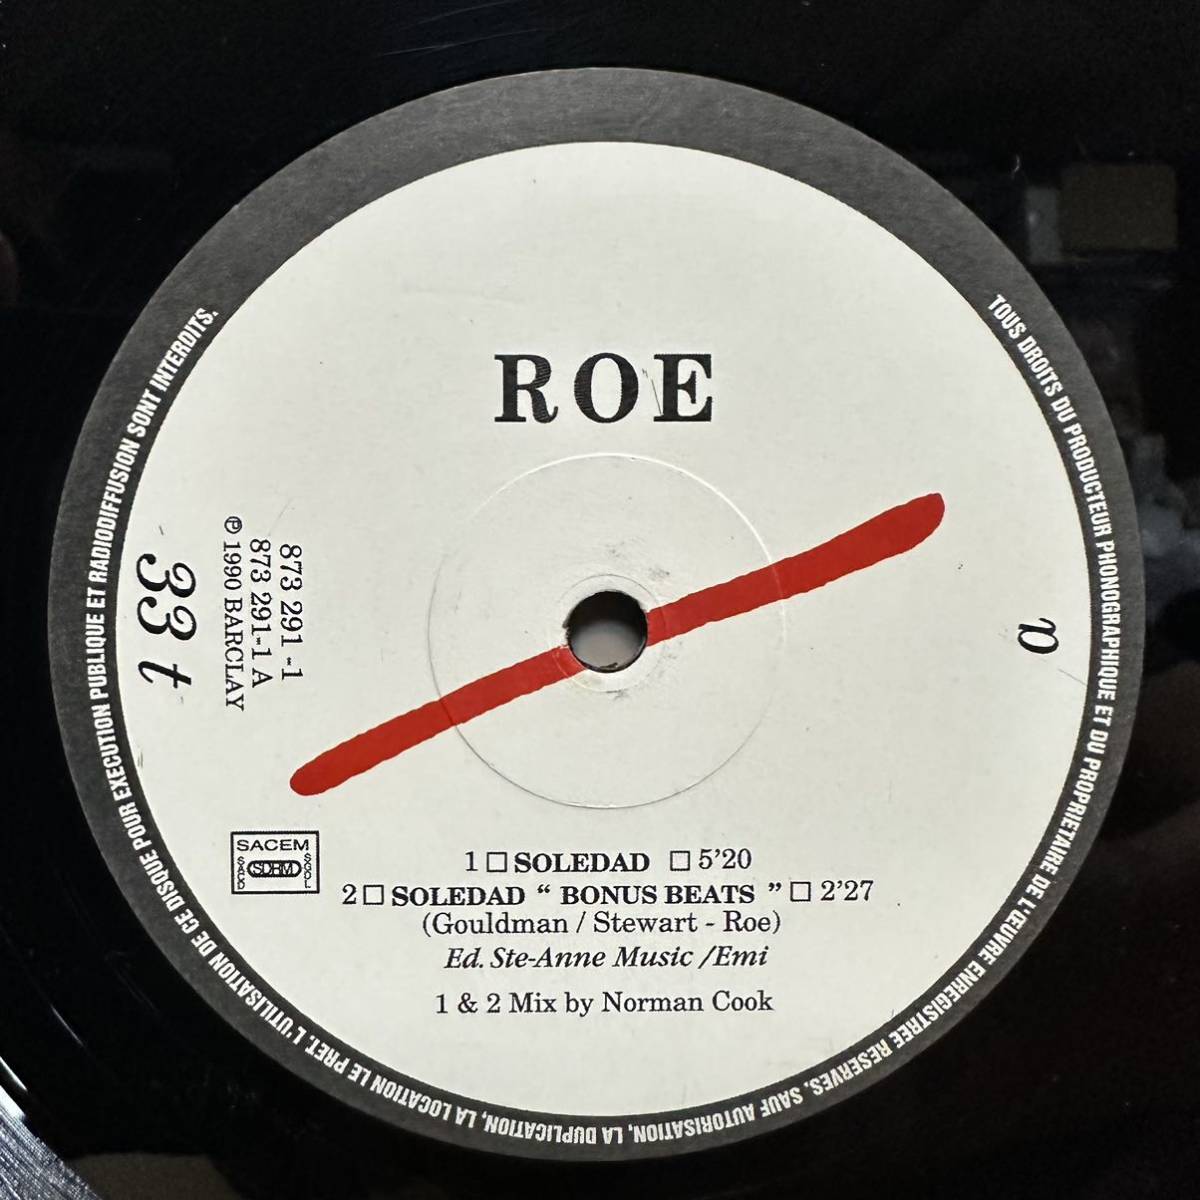 ROE
TOUS DROITS DU PRODUCTEUR PHONOGRAPHIQUE ET DU PROPRIETAIRE DE L'ŒUVRE ENREGISTREE RESERVES. SAUF AUTORISATION, LA DUPLICATION, LA LOCATION LE PRET, L'UTILISATION DE CE DISQUE POUR EXECUTION PUBLIQUE ET RADIODIFFUSION SONT INTERDITS.
873 291 -1
873 291-1 A
℗ 1990 BARCLAY
33 t
a
SACEM
SACD SDRM SGDL
1 □ SOLEDAD □ 5'20
2 □ SOLEDAD “ BONUS BEATS ” □ 2'27
(Gouldman / Stewart - Roe)
Ed. Ste-Anne Music /Emi
1 & 2 Mix by Norman Cook